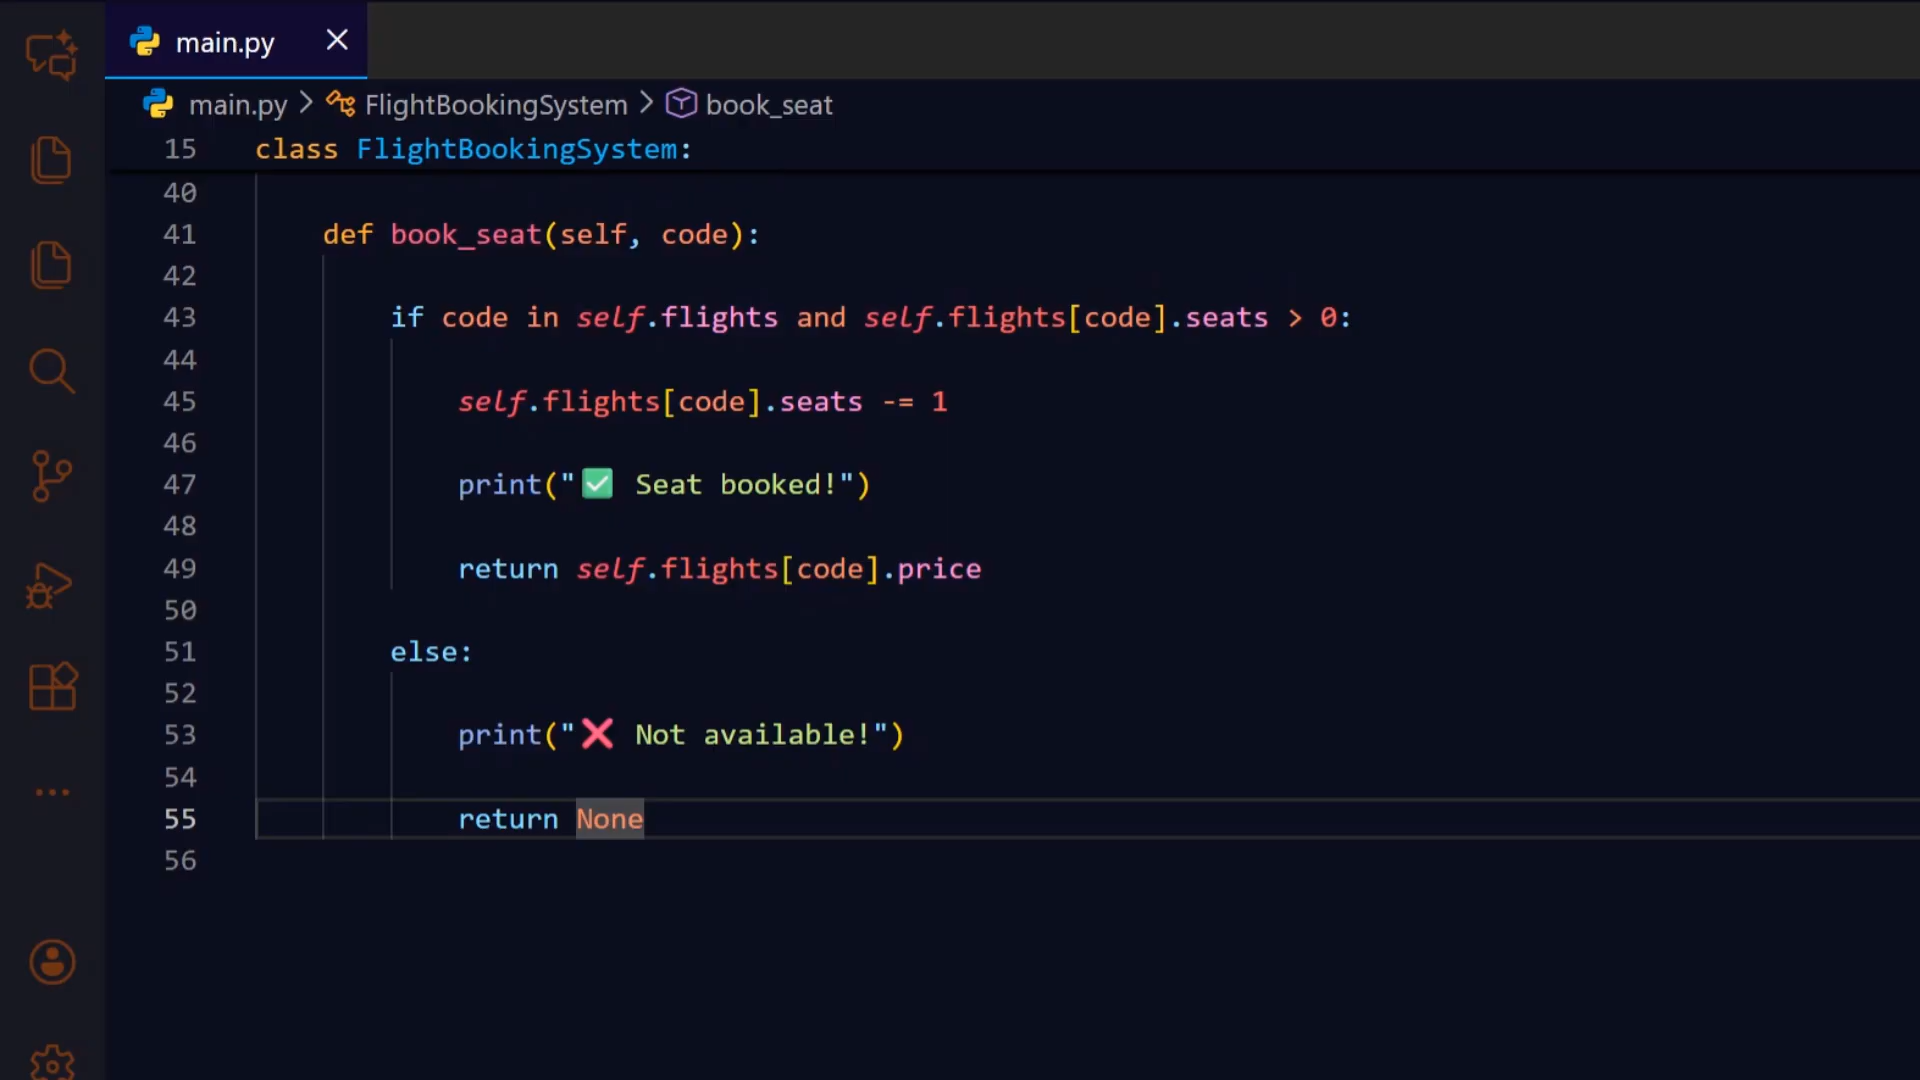 main.py
main.py > FlightBookingSystem > book_seat
15 class FlightBookingSystem:
40
41 def book_seat(self, code):
42
43 if code in self.flights and self.flights[code].seats > 0:
44
45 self.flights[code].seats -= 1
46
47 print("✅ Seat booked!")
48
49 return self.flights[code].price
50
51 else:
52
53 print("❌ Not available!")
54
55 return None
56